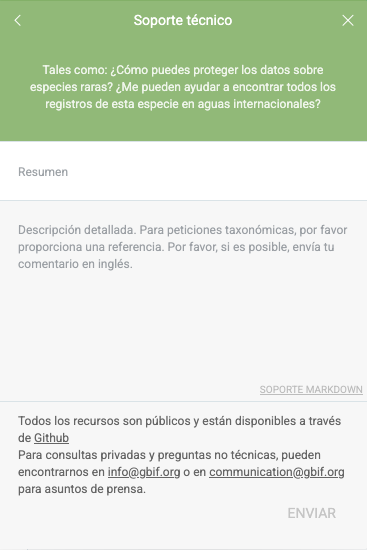 Soporte técnico
Tales como: ¿Cómo puedes proteger los datos sobre
especies raras? ¿Me pueden ayudar a encontrar todos los
registros de esta especie en aguas internacionales?
Resumen
Descripción detallada. Para peticiones taxonómicas, por favor
proporciona una referencia. Por favor, si es posible, envía tu
comentario en inglés.
SOPORTE MARKDOWN
Todos los recursos son públicos y están disponibles a través
de Github
Para consultas privadas y preguntas no técnicas, pueden
encontrarnos en info@gbif.org o en communication@gbif.org
para asuntos de prensa.
ENVIAR